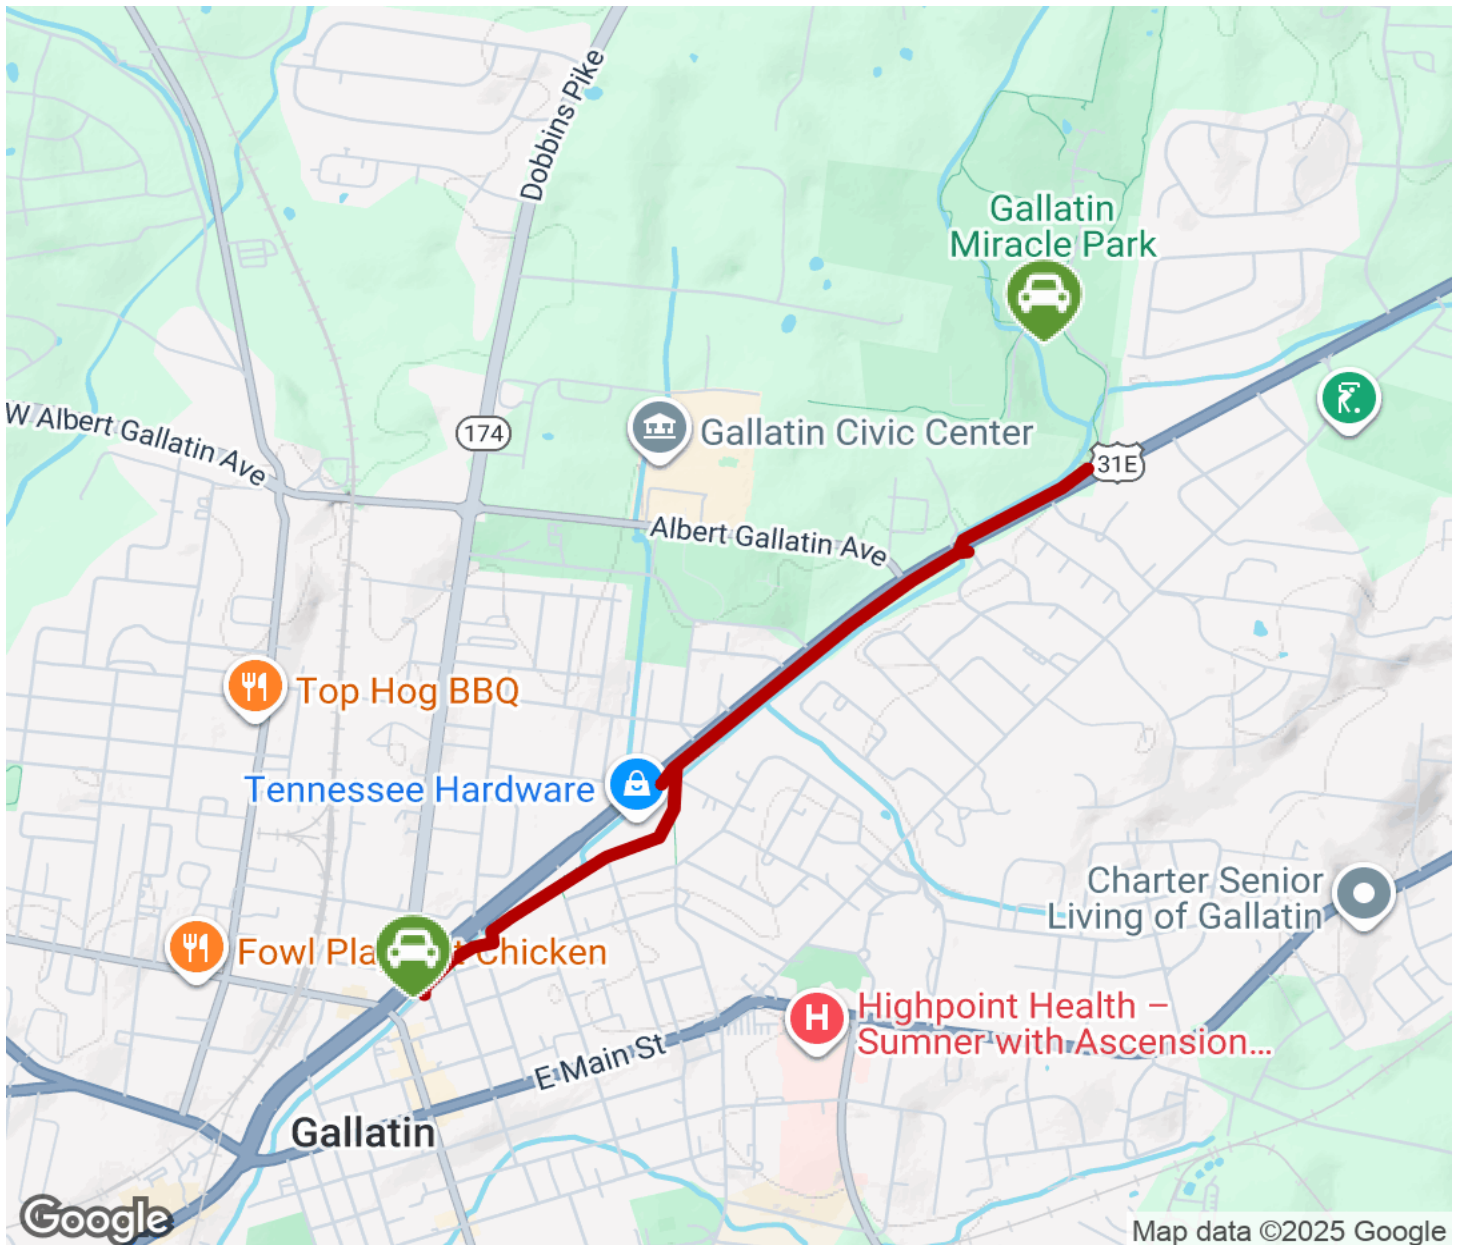 Dobbins Pike
Gallatin
Miracle Park
W Albert Gallatin Ave
174
Gallatin Civic Center
31E
Albert Gallatin Ave
Top Hog BBQ
Tennessee Hardware
Charter Senior
Living of Gallatin
Fowl Pla
t Chicken
H
Highpoint Health –
Sumner with Ascension...
E Main St
Gallatin
Google
Map data ©2025 Google